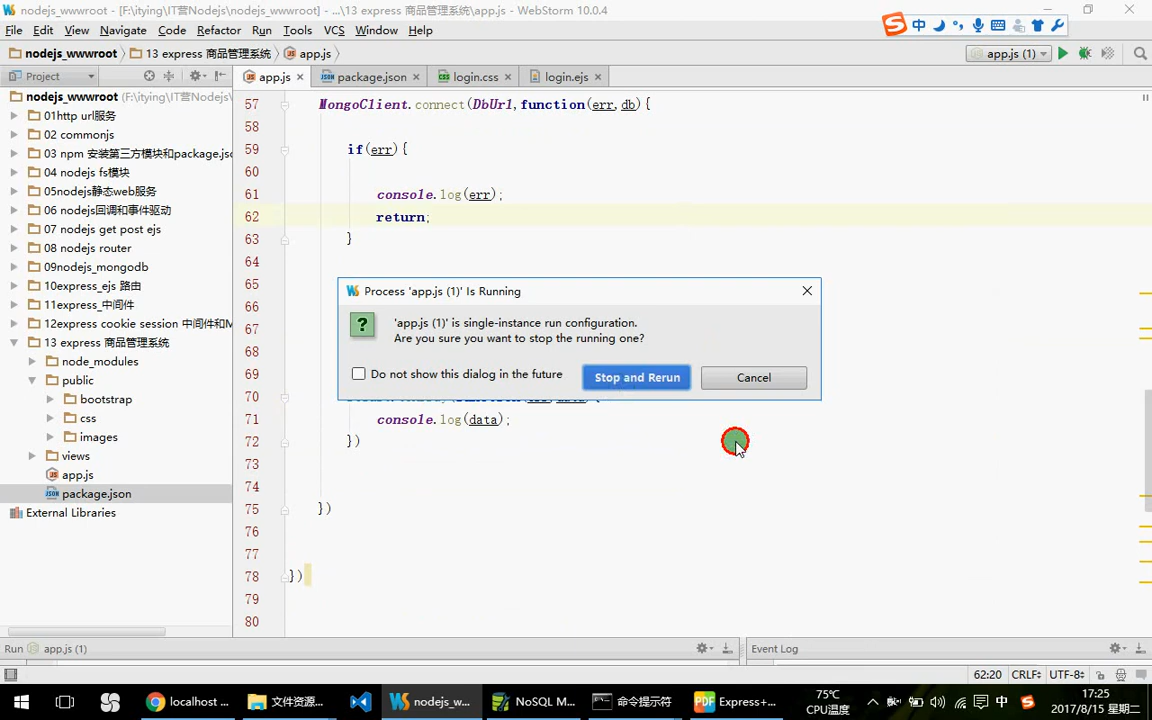 nodejs_wwwroot - [F:\itying\IT营Nodejs\nodejs_wwwroot] - ...\13 express 商品管理系统\app.js - WebStorm 10.0.4
File Edit View Navigate Code Refactor Run Tools VCS Window Help
中
nodejs_wwwroot 13 express 商品管理系统 app.js
app.js (1)
Project
app.js package.json login.css login.ejs
nodejs_wwwroot (F:\itying\IT营Nodejs\
01http url服务
02 commonjs
03 npm 安装第三方模块和package.jsc
04 nodejs fs模块
05nodejs静态web服务
06 nodejs回调和事件驱动
07 nodejs get post ejs
08 nodejs router
09nodejs_mongodb
10express_ejs 路由
11express_中间件
12express cookie session 中间件和M
13 express 商品管理系统
node_modules
public
bootstrap
css
images
views
app.js
package.json
External Libraries
57 MongoClient.connect(DbUrl,function(err,db){
58
59 if(err){
60
61 console.log(err);
62 return;
63 }
64
65
66
67
68
69
70
71 console.log(data);
72 })
73
74
75 })
76
77
78 })
79
80
Process 'app.js (1)' Is Running
'app.js (1)' is single-instance run configuration.
Are you sure you want to stop the running one?
Do not show this dialog in the future
Stop and Rerun
Cancel
Run app.js (1)
Event Log
62:20 CRLF UTF-8
localhost ...
文件资源...
nodejs_w...
NoSQL M...
命令提示符
Express+...
75℃
CPU温度
中
17:25
2017/8/15 星期二